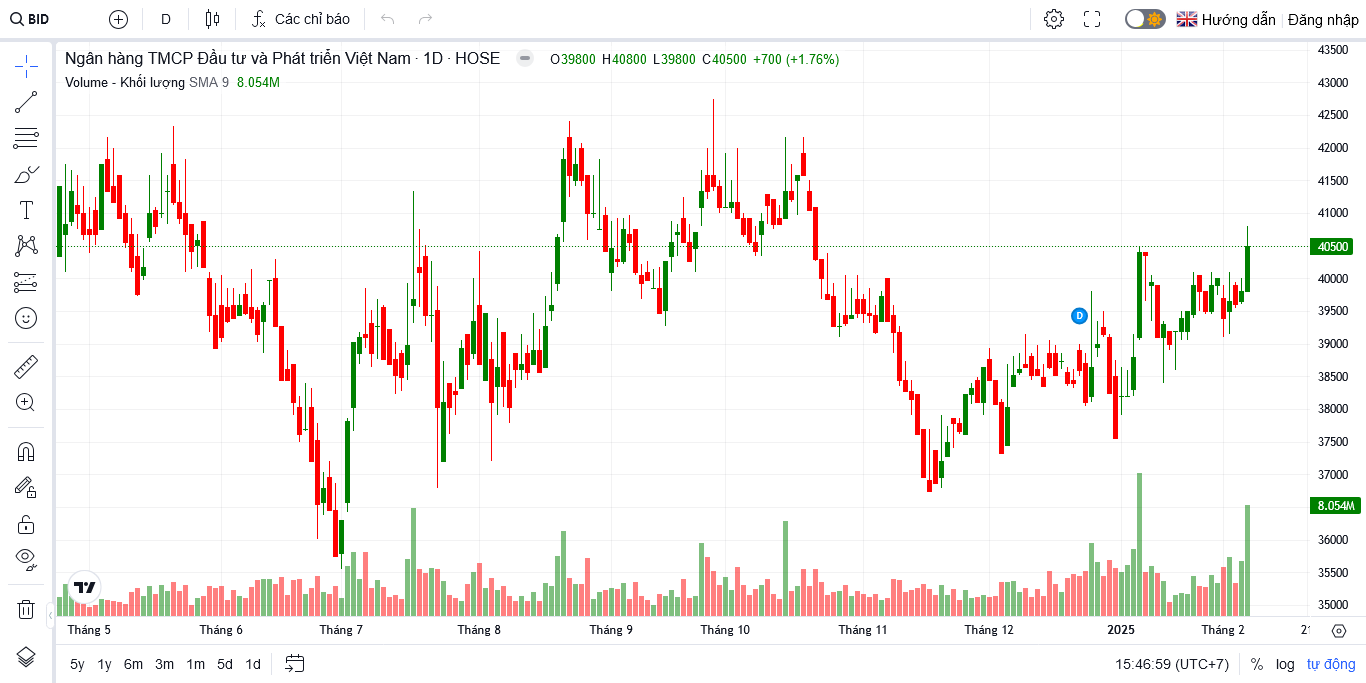 BID D Các chỉ báo Hướng dẫn Đăng nhập
Ngân hàng TMCP Đầu tư và Phát triển Việt Nam · 1D · HOSE O39800 H40800 L39800 C40500 +700 (+1.76%)
Volume - Khối lượng SMA 9 8.054M
43500
43000
42500
42000
41500
41000
40500
40000
39500
D
39000
38500
38000
37500
37000
8.054M
36000
35500
35000
Tháng 5 Tháng 6 Tháng 7 Tháng 8 Tháng 9 Tháng 10 Tháng 11 Tháng 12 2025 Tháng 2
5y 1y 6m 3m 1m 5d 1d 15:46:59 (UTC+7) % log tự động